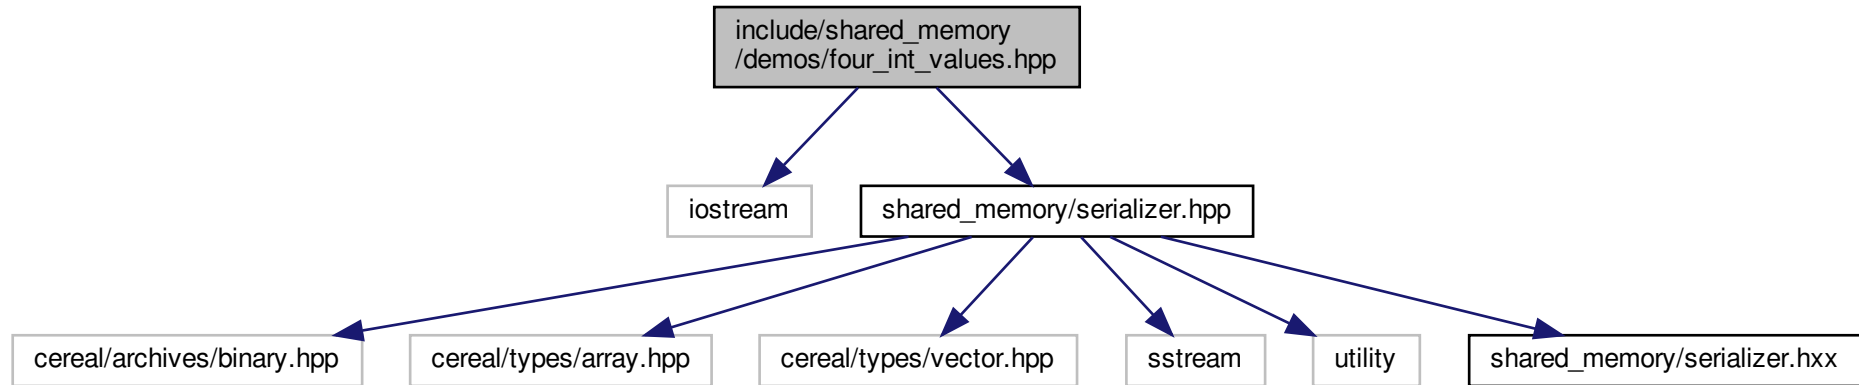 include/shared_memory
/demos/four_int_values.hpp
iostream
shared_memory/serializer.hpp
cereal/archives/binary.hpp
cereal/types/array.hpp
cereal/types/vector.hpp
sstream
utility
shared_memory/serializer.hxx